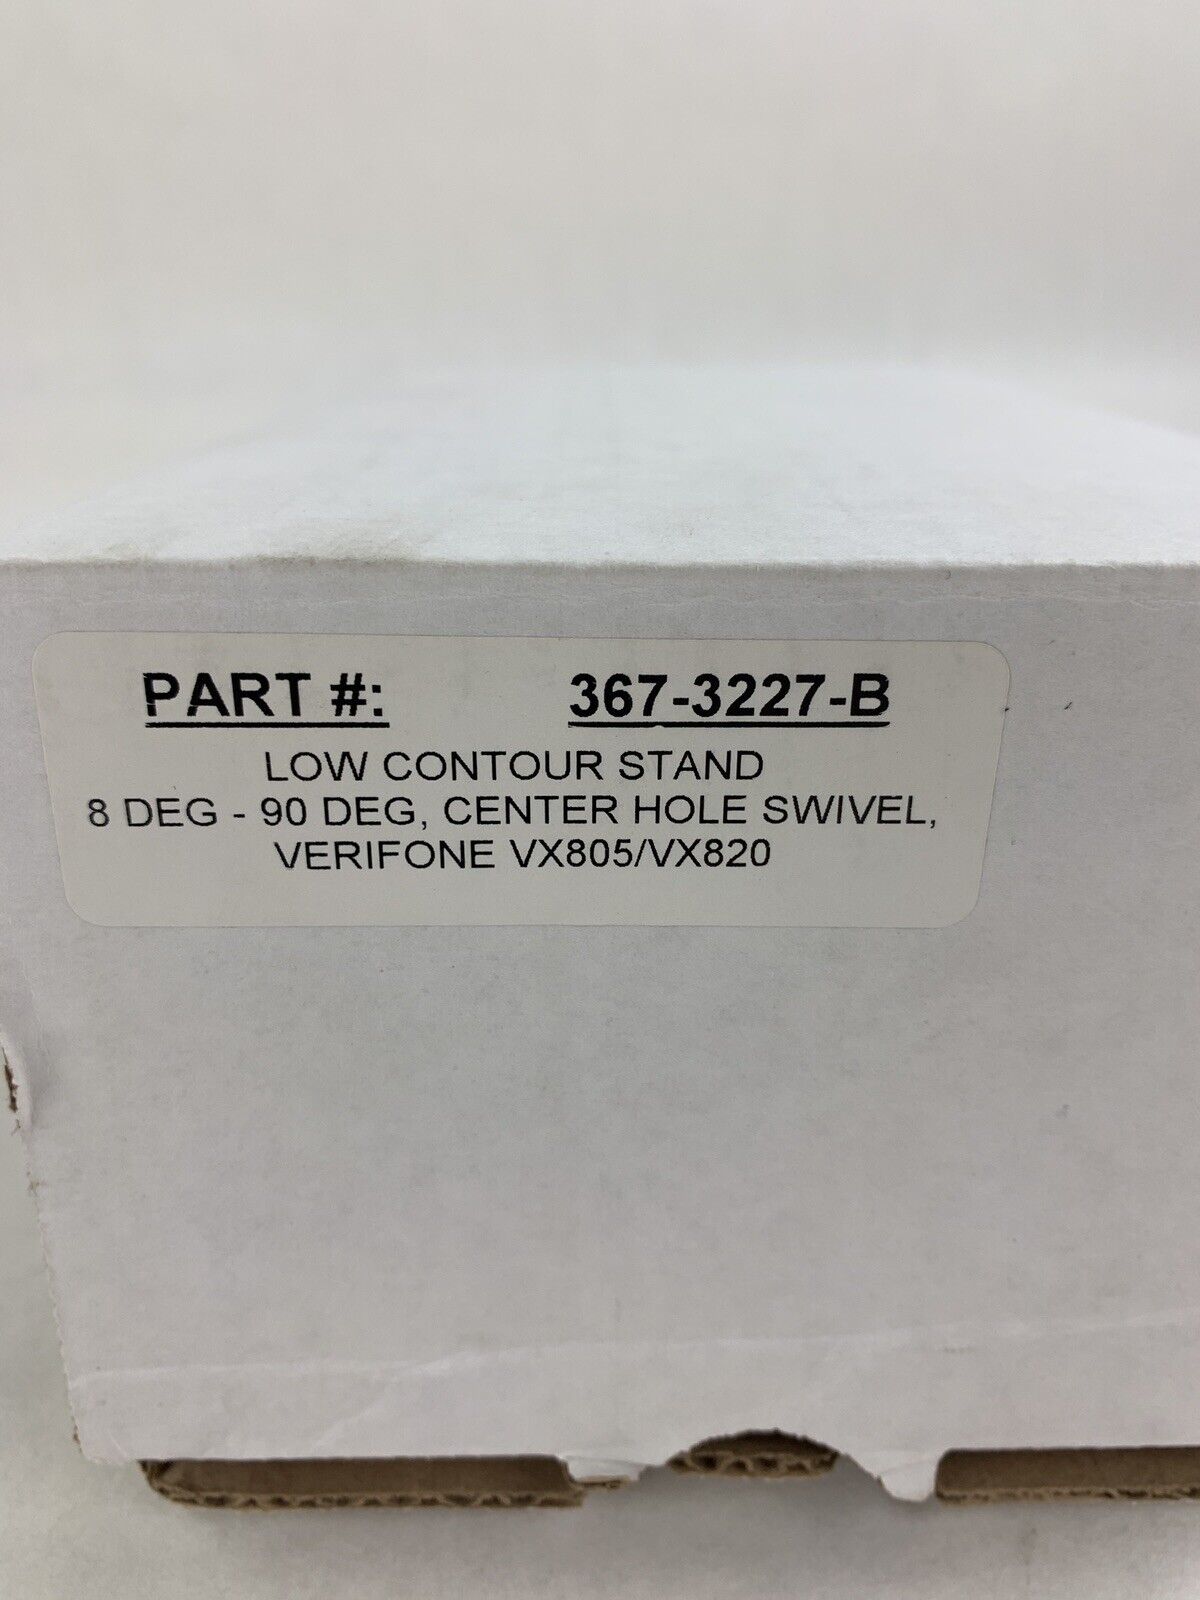 PART #: 367-3227-B
LOW CONTOUR STAND
8 DEG - 90 DEG, CENTER HOLE SWIVEL,
VERIFONE VX805/VX820